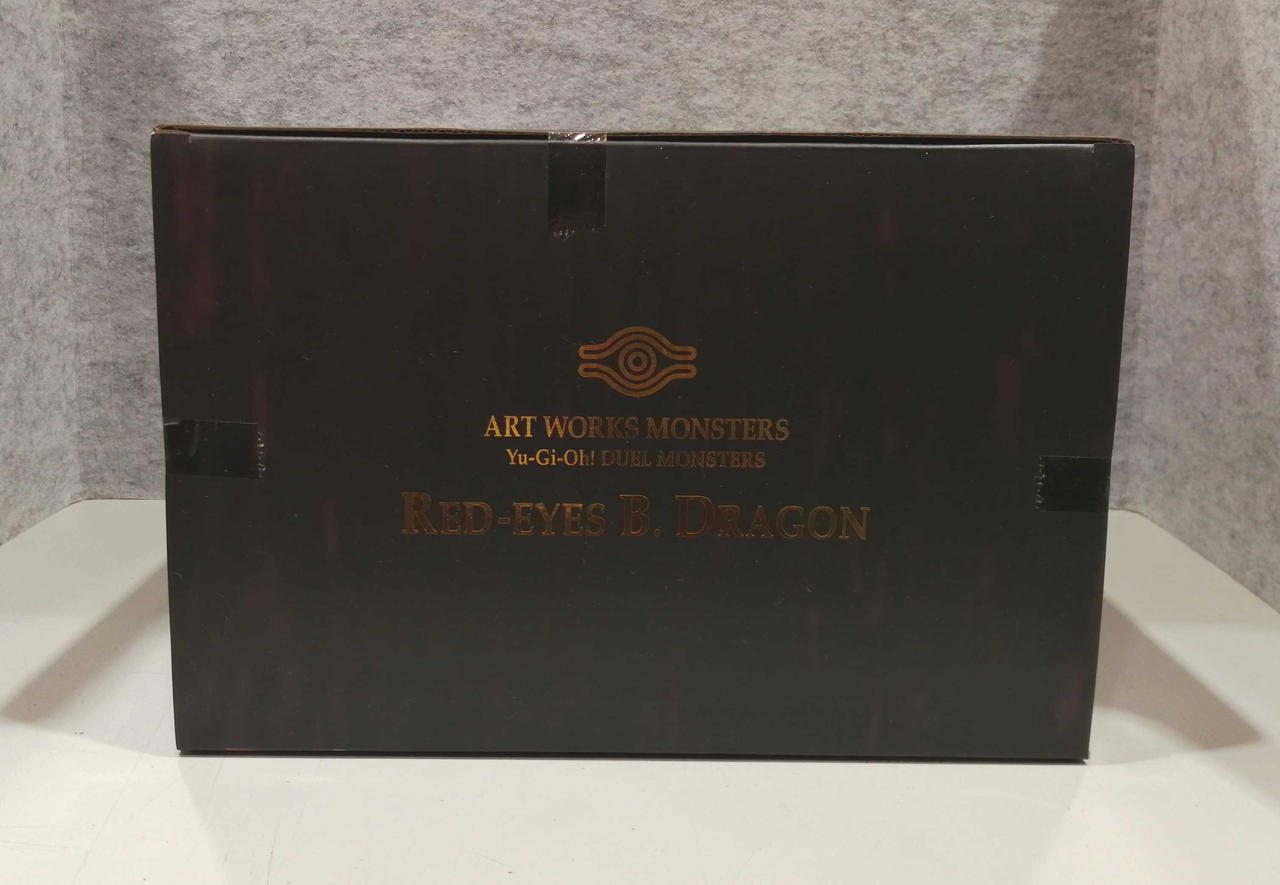 ART WORKS MONSTERS
Yu-Gi-Oh! DUEL MONSTERS
RED-EYES B. DRAGON